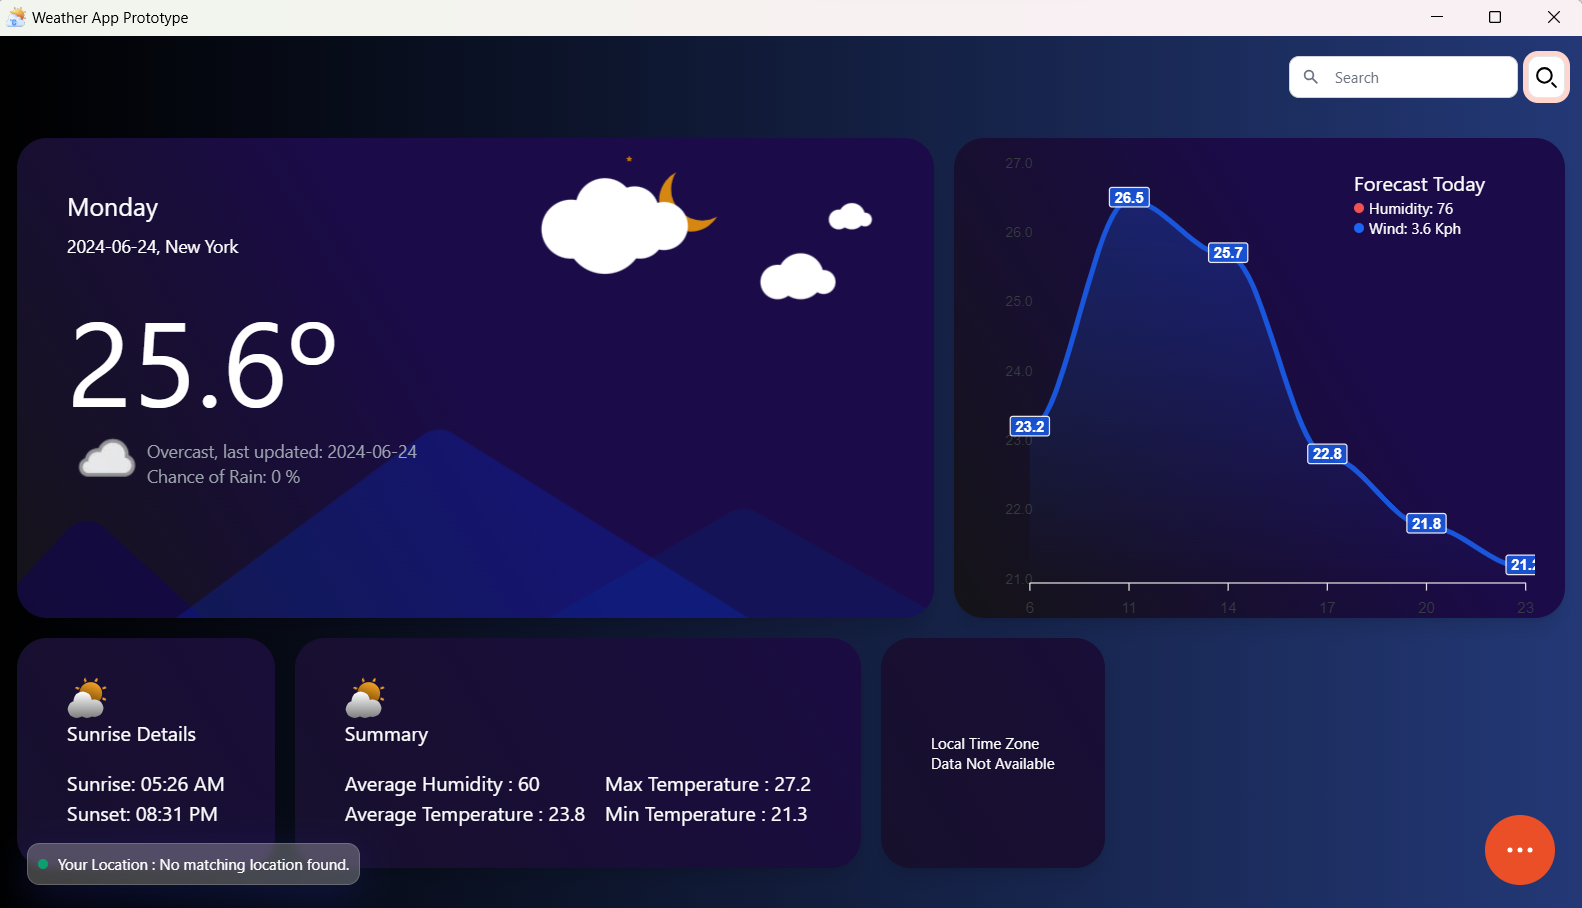 Weather App Prototype
Search
Monday
2024-06-24, New York
25.6°
Overcast, last updated: 2024-06-24
Chance of Rain: 0 %
Forecast Today
Humidity: 76
Wind: 3.6 Kph
27.0
26.0
25.0
24.0
23.0
22.0
21.0
23.2
26.5
25.7
22.8
21.8
21.
6
11
14
17
20
23
Sunrise Details
Sunrise: 05:26 AM
Sunset: 08:31 PM
Summary
Average Humidity : 60
Average Temperature : 23.8
Max Temperature : 27.2
Min Temperature : 21.3
Local Time Zone
Data Not Available
Your Location : No matching location found.